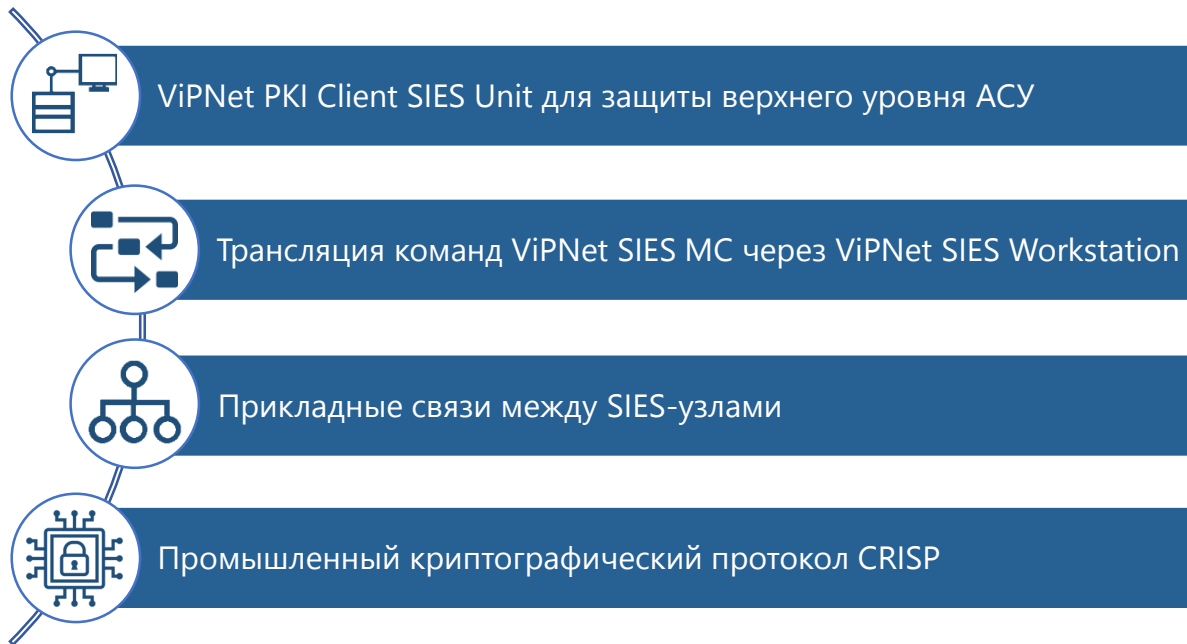 ViPNet PKI Client SIES Unit для защиты верхнего уровня АСУ
Трансляция команд ViPNet SIES MC через ViPNet SIES Workstation
Прикладные связи между SIES-узлами
Промышленный криптографический протокол CRISP